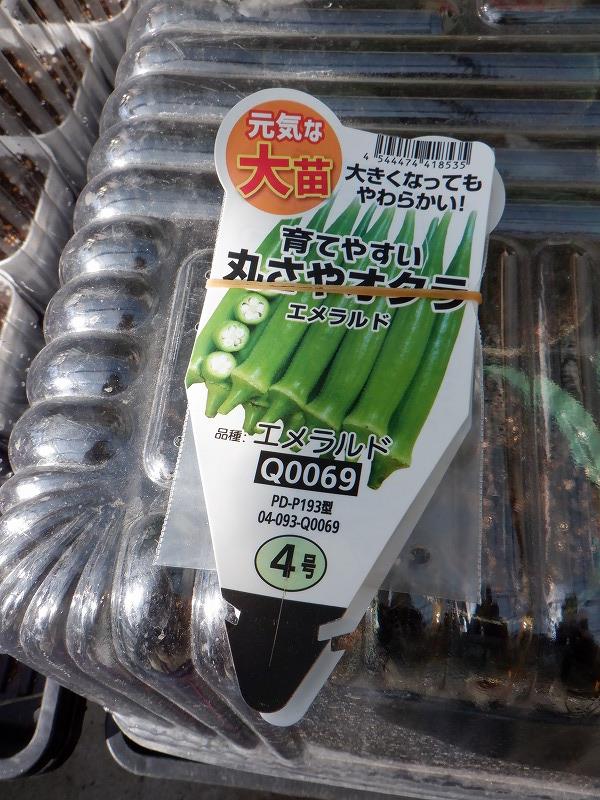 元気な
大苗
4 544474 418535
大きくなっても
やわらかい!
育てやすい
丸さやオクラ
エメラルド
品種:エメラルド
Q0069
PD-P193型
04-093-Q0069
4号